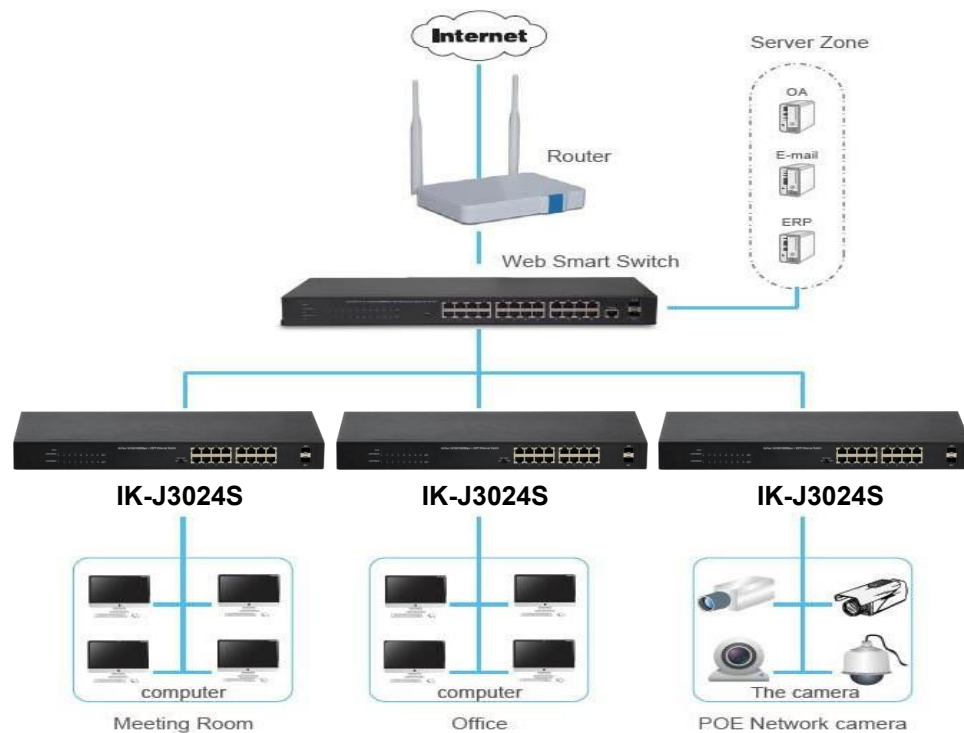 Internet
Server Zone
OA
E-mail
ERP
Router
Web Smart Switch
IK-J3024S
IK-J3024S
IK-J3024S
computer
computer
The camera
Meeting Room
Office
POE Network camera